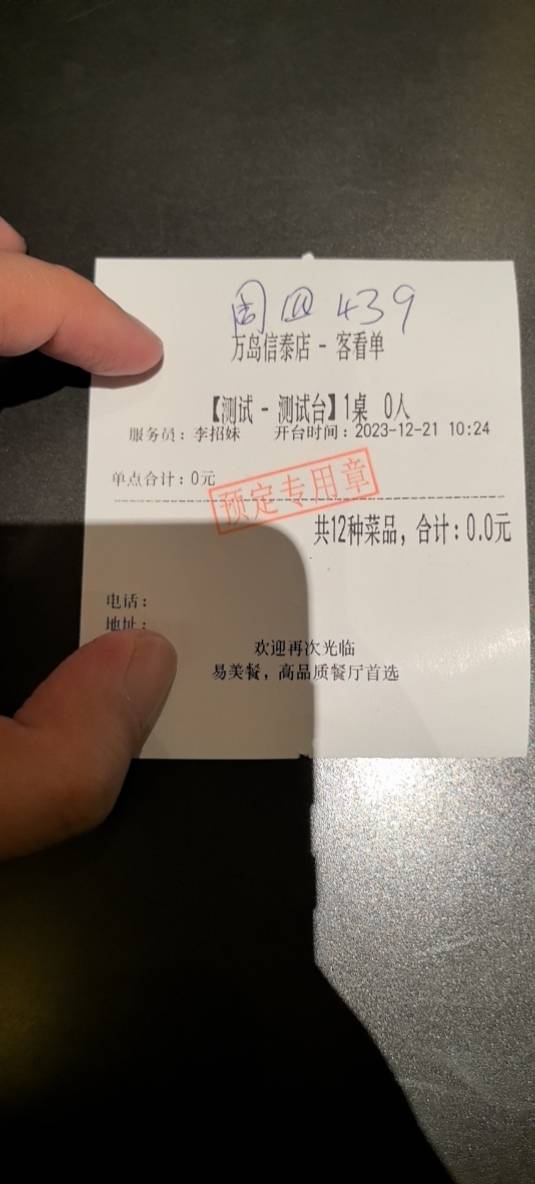 周四 439
万岛信泰店 - 客看单
【测试 - 测试台】1桌 0人
服务员：李招妹 开台时间：2023-12-21 10:24
单点合计：0元
预定专用章
共12种菜品，合计：0.0元
电话：
地址：
欢迎再次光临
易美餐，高品质餐厅首选